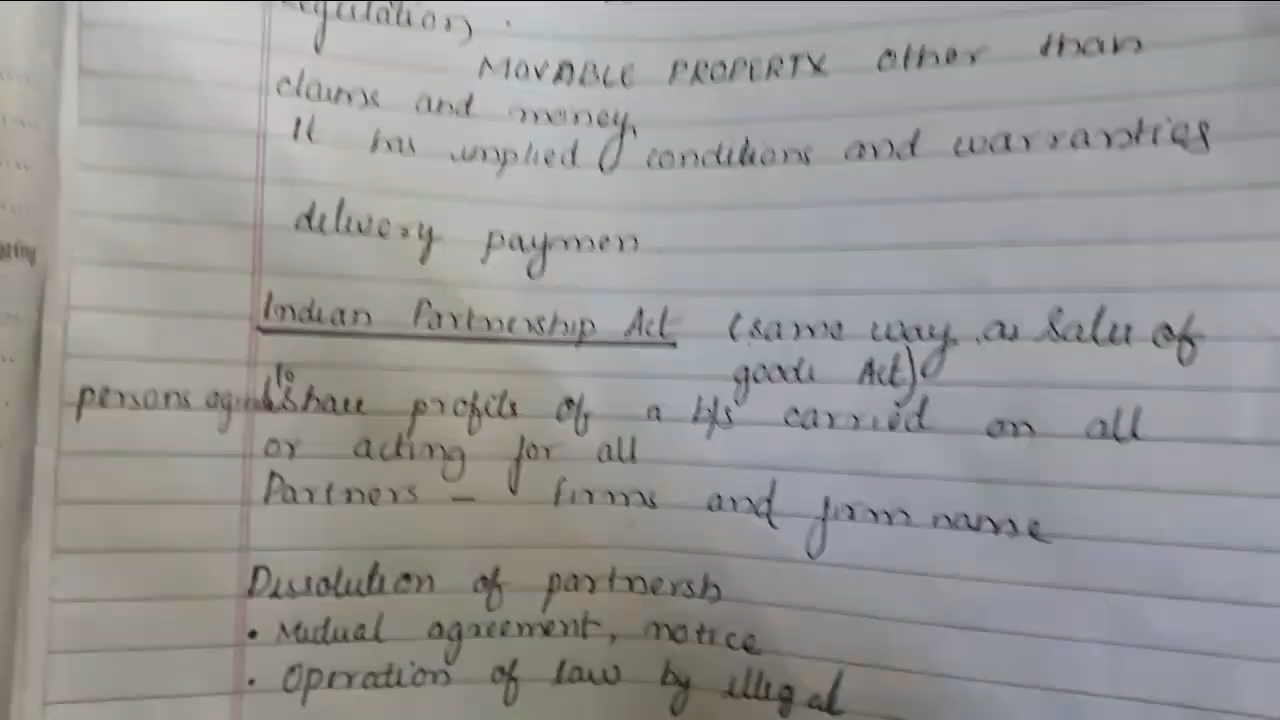 regulation.
MOVABLE PROPERTY other than
claims and money.
It has implied conditions and warranties
delivery paymen
Indian Partnership Act (same way as Sale of
goods Act)
to
persons share profits of a b/s carried on all
or acting for all
Partners - firms and firm name
Dissolution of partnersh
• Mutual agreement, notice
• Operation of law by illegal